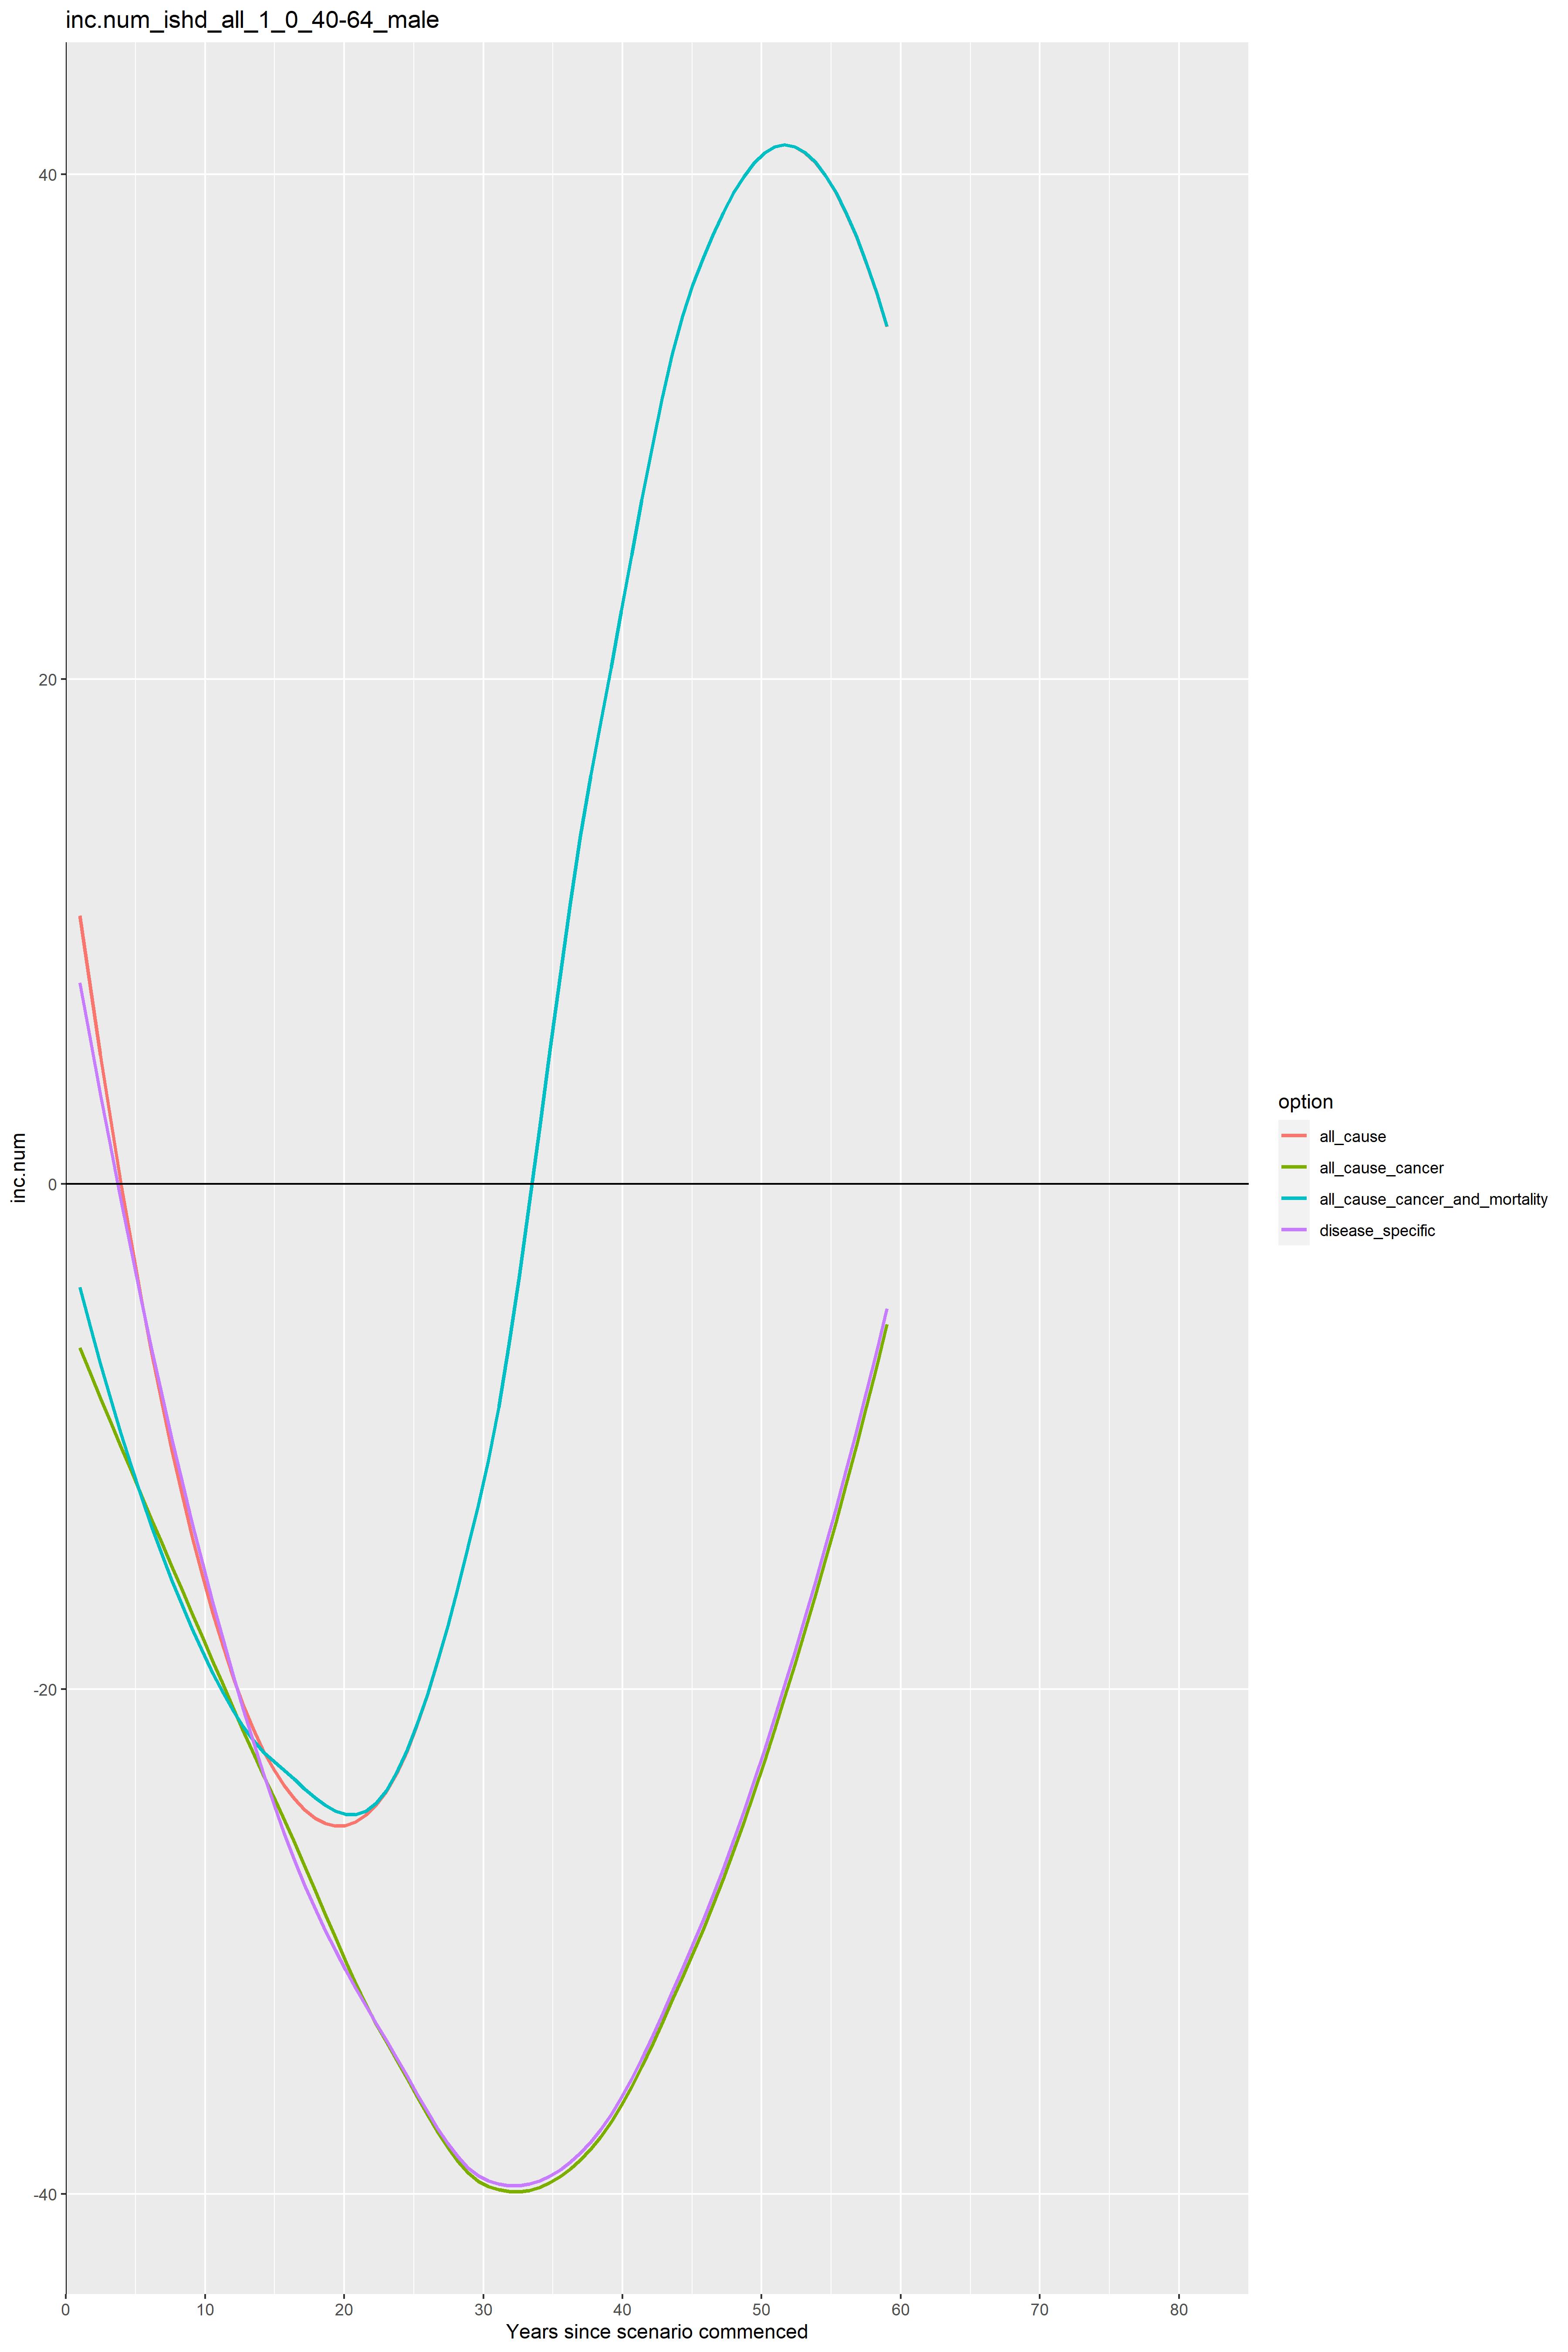 inc.num_ishd_all_1_0_40-64_male
40
20
0
-20
-40
inc.num
0 10 20 30 40 50 60 70 80
Years since scenario commenced
option
all_cause
all_cause_cancer
all_cause_cancer_and_mortality
disease_specific